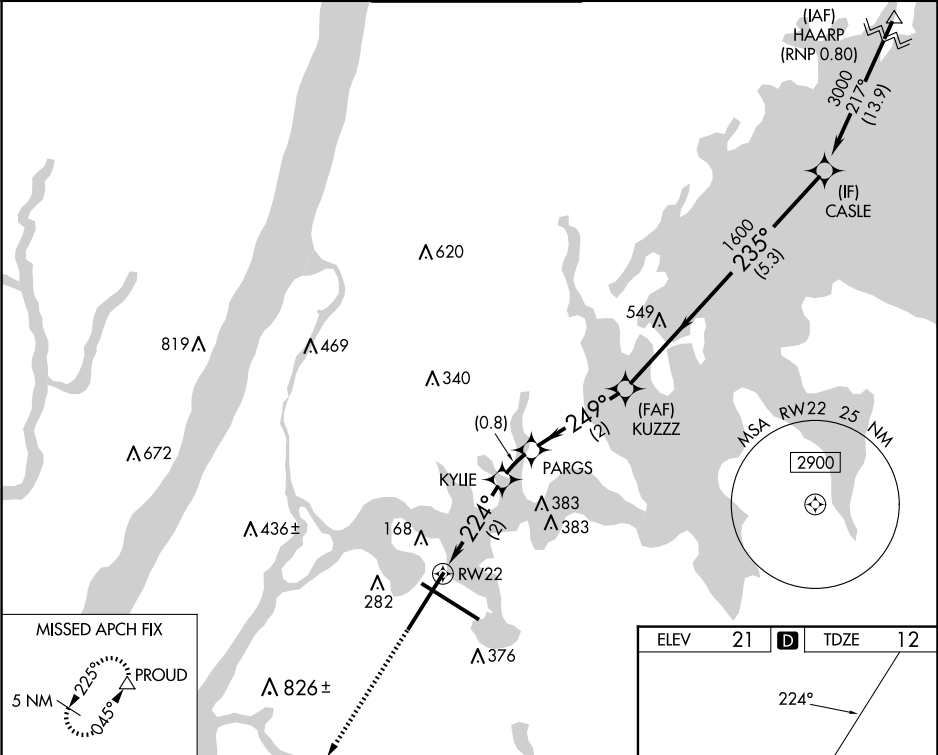 (IAF)
HAARP
(RNP 0.80)
3000
217°
(13.9)
(IF)
CASLE
1600
235°
(5.3)
620
549
819
469
340
(FAF)
KUZZZ
249°
(2)
(0.8)
PARGS
KYLIE
672
383
383
436±
168
224°
(2)
RW22
282
376
826±
MSA RW22 25 NM
2900
MISSED APCH FIX
PROUD
225°
5 NM
045°
ELEV 21 D TDZE 12
224°